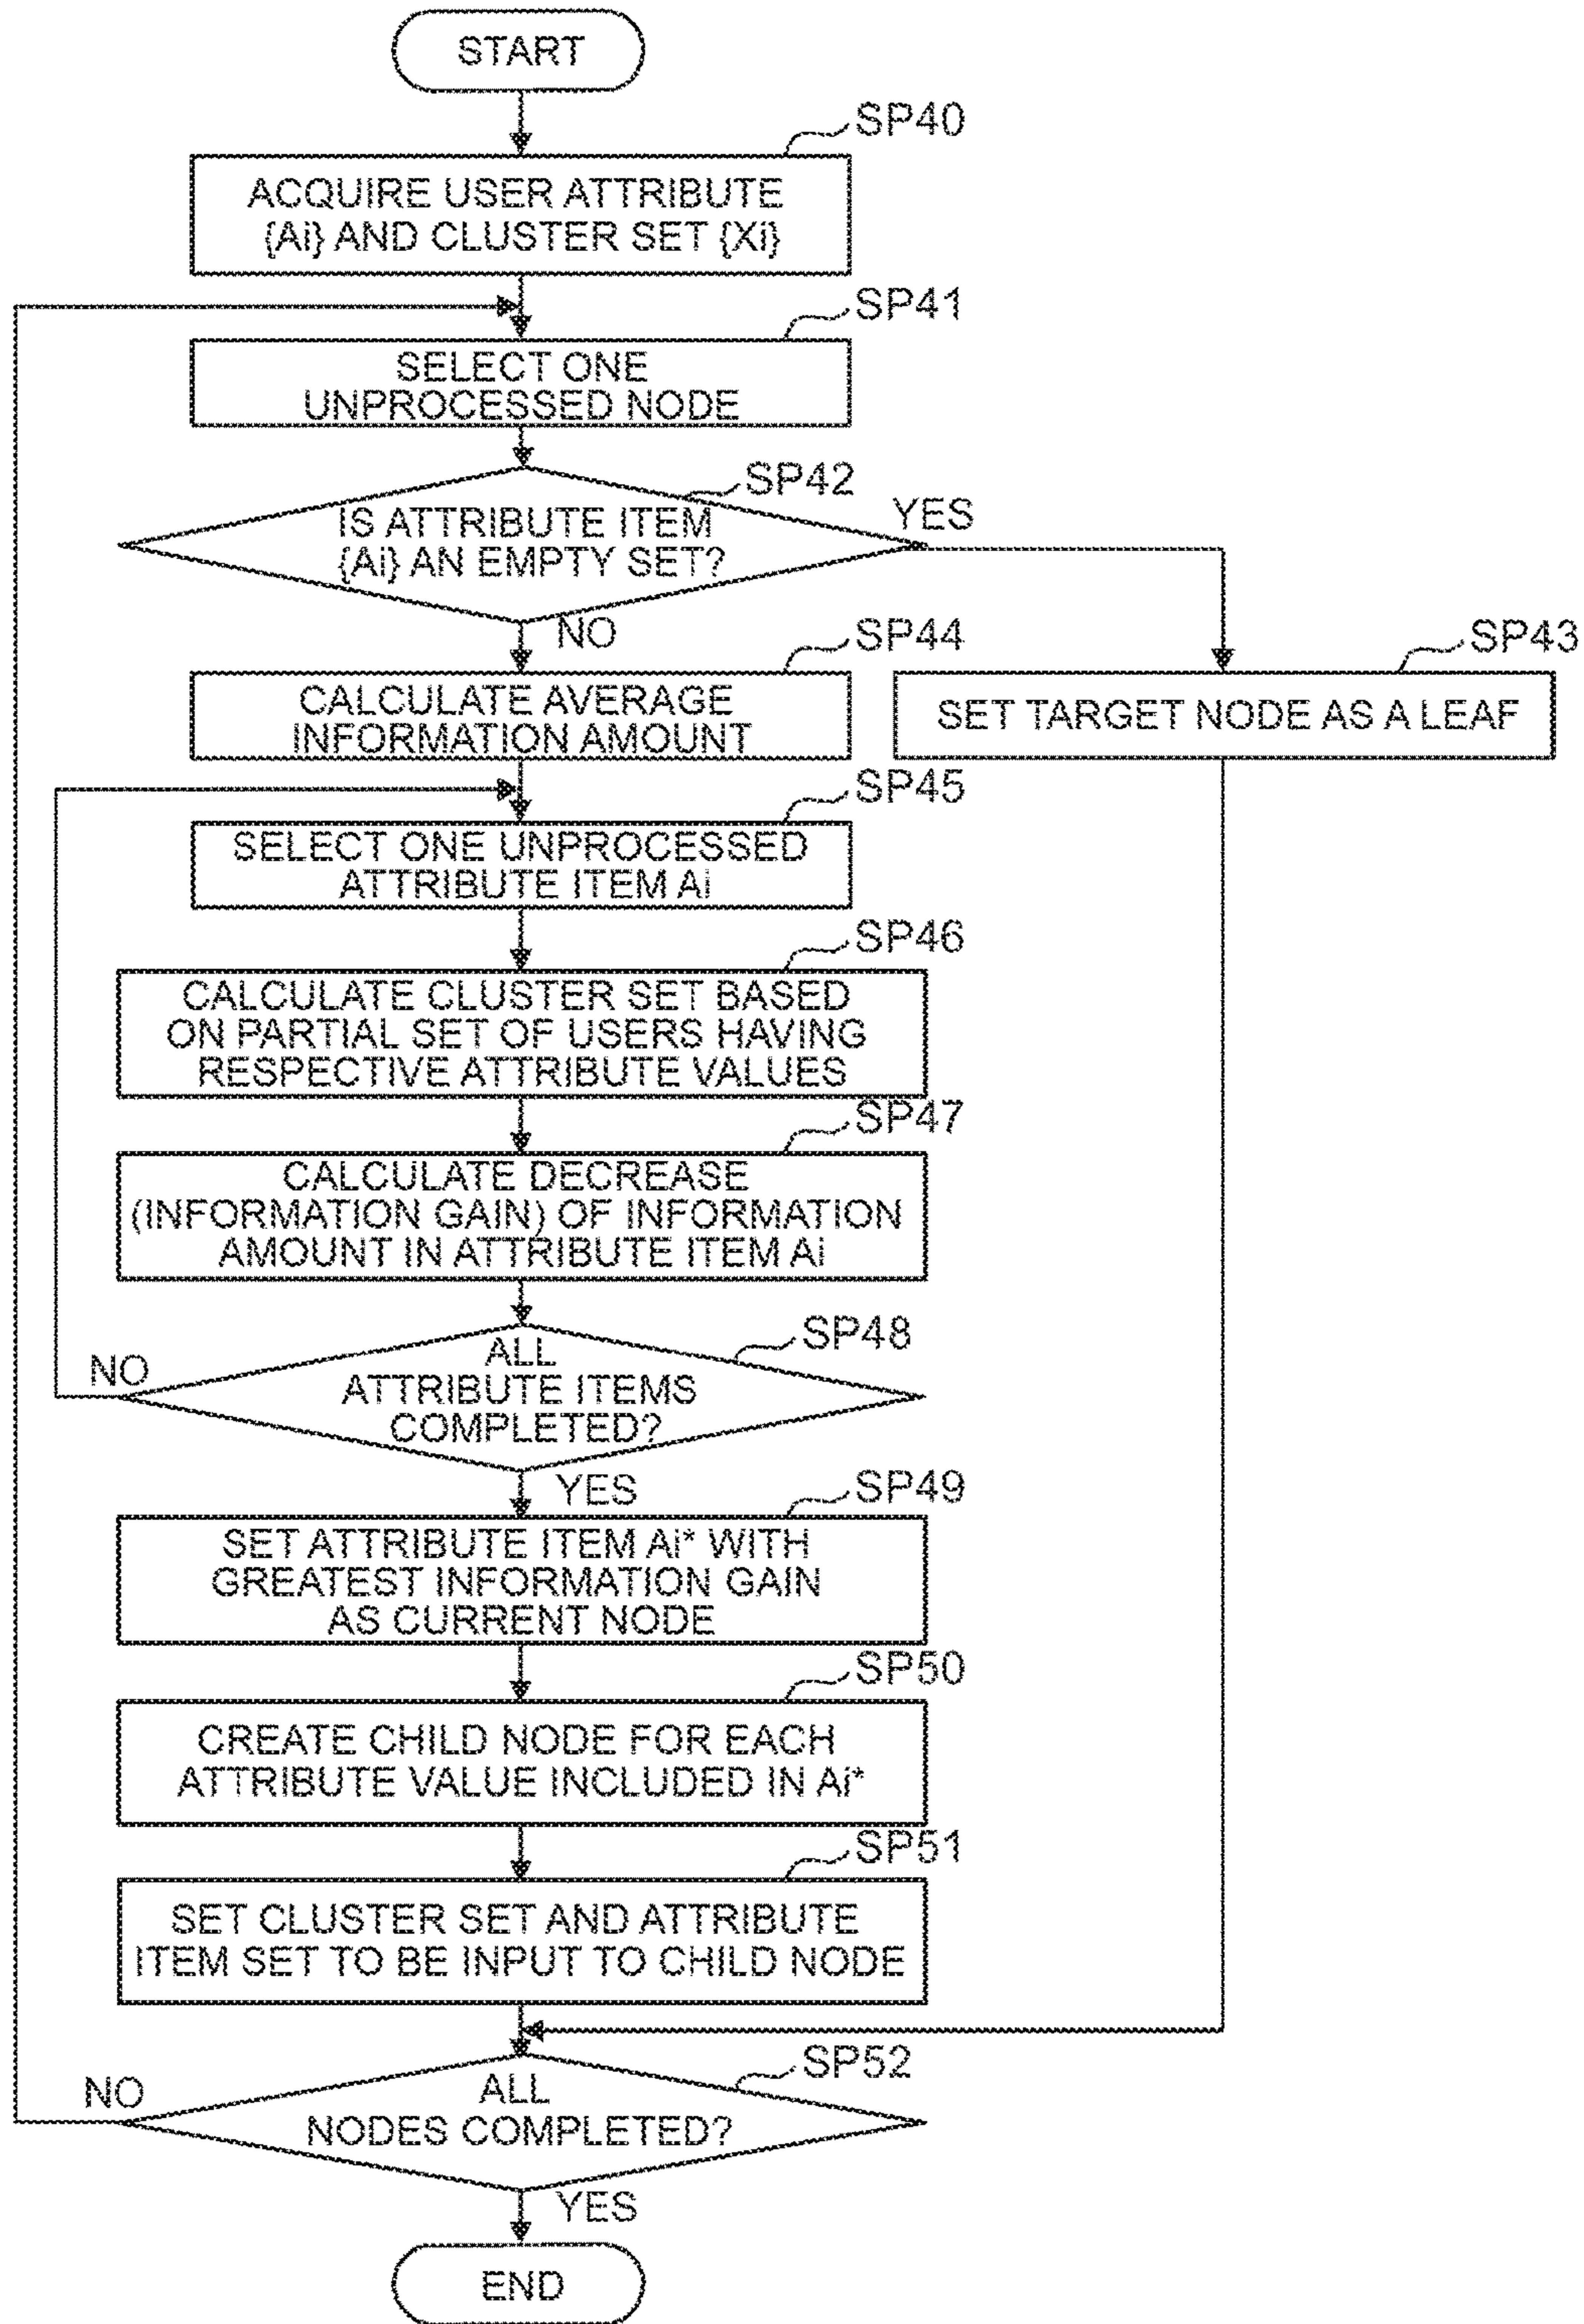 START
SP40
ACQUIRE USER ATTRIBUTE
{Ai} AND CLUSTER SET {Xi}
SP41
SELECT ONE
UNPROCESSED NODE
SP42
IS ATTRIBUTE ITEM
{Ai} AN EMPTY SET?
YES
NO
SP44
CALCULATE AVERAGE
INFORMATION AMOUNT
SP43
SET TARGET NODE AS A LEAF
SP45
SELECT ONE UNPROCESSED
ATTRIBUTE ITEM Ai
SP46
CALCULATE CLUSTER SET BASED
ON PARTIAL SET OF USERS HAVING
RESPECTIVE ATTRIBUTE VALUES
SP47
CALCULATE DECREASE
(INFORMATION GAIN) OF INFORMATION
AMOUNT IN ATTRIBUTE ITEM Ai
SP48
ALL
ATTRIBUTE ITEMS
COMPLETED?
NO
YES
SP49
SET ATTRIBUTE ITEM Ai* WITH
GREATEST INFORMATION GAIN
AS CURRENT NODE
SP50
CREATE CHILD NODE FOR EACH
ATTRIBUTE VALUE INCLUDED IN Ai*
SP51
SET CLUSTER SET AND ATTRIBUTE
ITEM SET TO BE INPUT TO CHILD NODE
SP52
ALL
NODES COMPLETED?
NO
YES
END